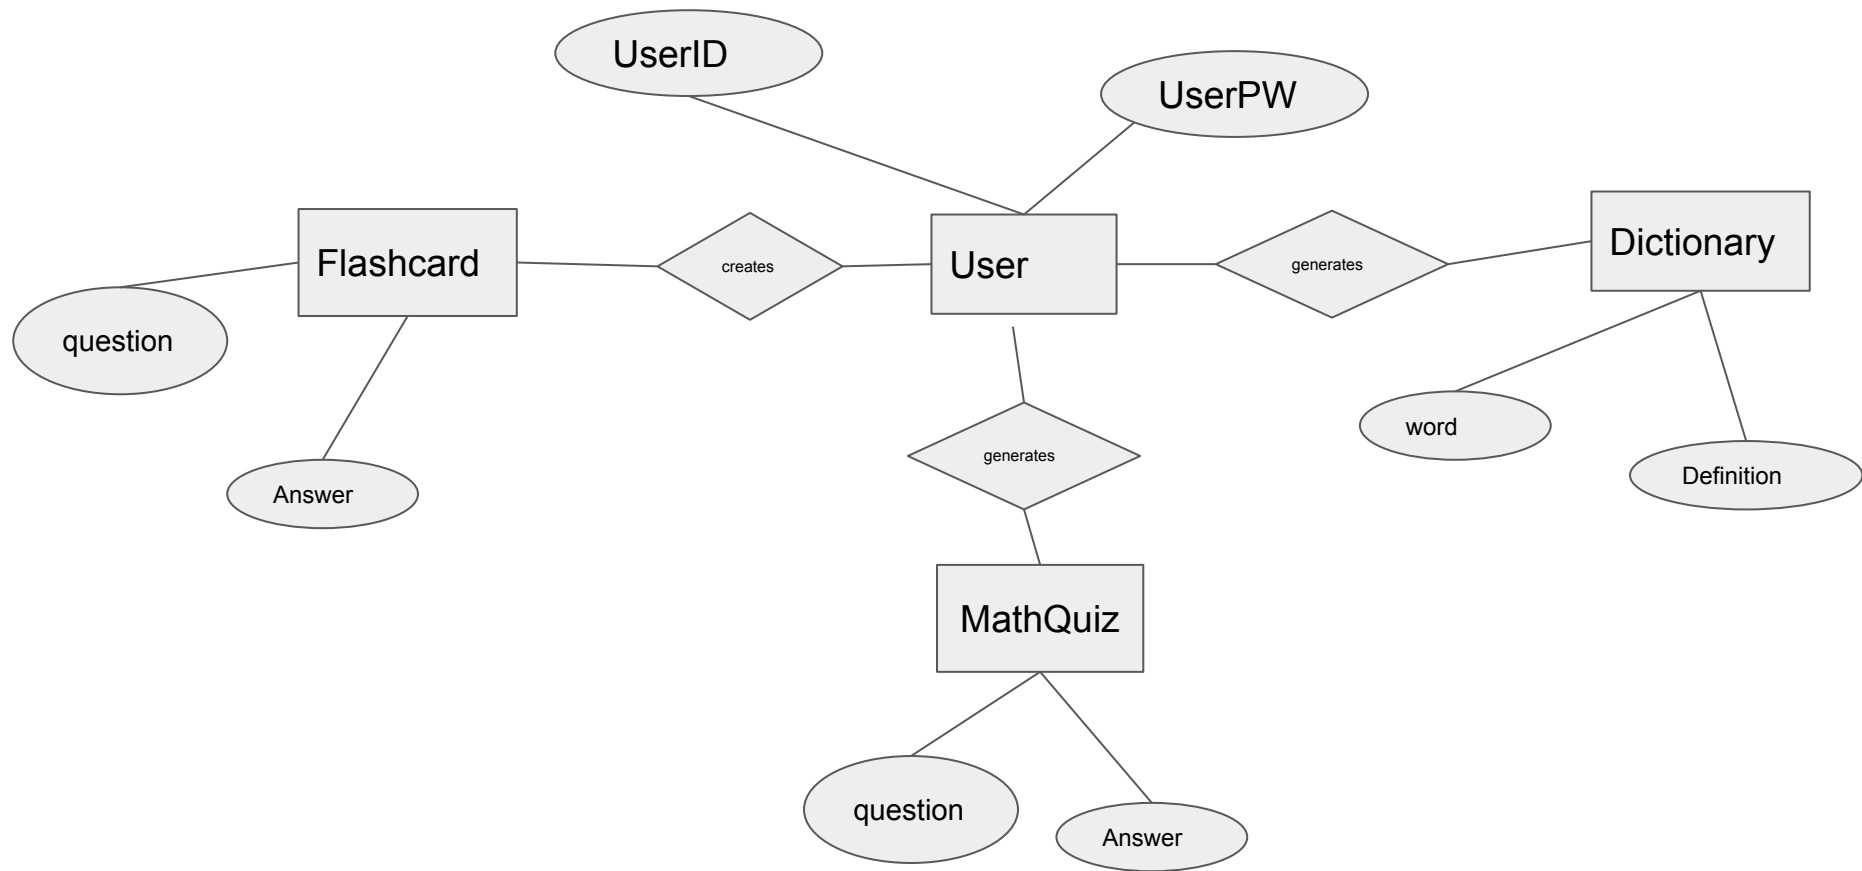 UserID
UserPW
Flashcard
creates
User
generates
Dictionary
question
word
Definition
Answer
generates
MathQuiz
question
Answer